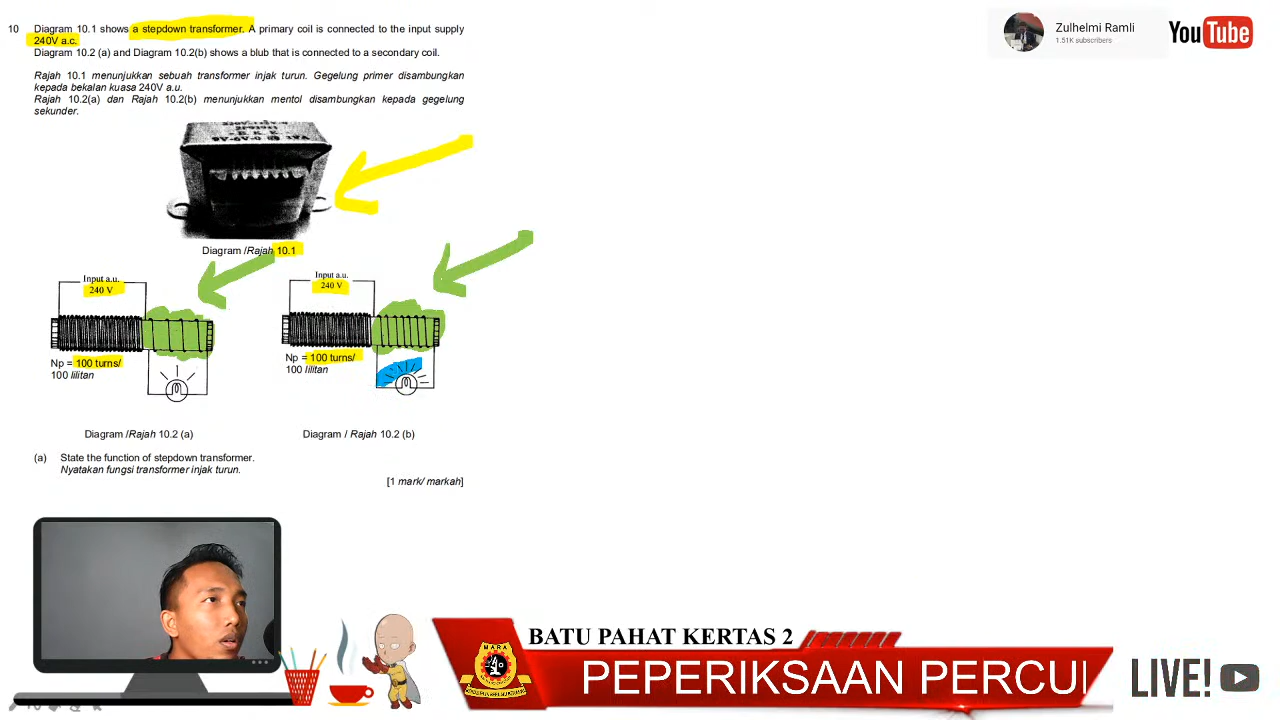 10 Diagram 10.1 shows a stepdown transformer. A primary coil is connected to the input supply
240V a.c.
Diagram 10.2 (a) and Diagram 10.2(b) shows a blub that is connected to a secondary coil.
Rajah 10.1 menunjukkan sebuah transformer injak turun. Gegelung primer disambungkan
kepada bekalan kuasa 240V a.u.
Rajah 10.2(a) dan Rajah 10.2(b) menunjukkan mentol disambungkan kepada gegelung
sekunder.
Diagram /Rajah 10.1
Input a.u.
240 V
Np = 100 turns/
100 lilitan
Diagram /Rajah 10.2 (a)
Input a.u.
240 V
Np = 100 turns/
100 lilitan
Diagram / Rajah 10.2 (b)
(a) State the function of stepdown transformer.
Nyatakan fungsi transformer injak turun.
[1 mark/ markah]
Zulhelmi Ramli
1.51K subscribers
YouTube
BATU PAHAT KERTAS 2
MARA
PEPERIKSAAN PERCU
LIVE!